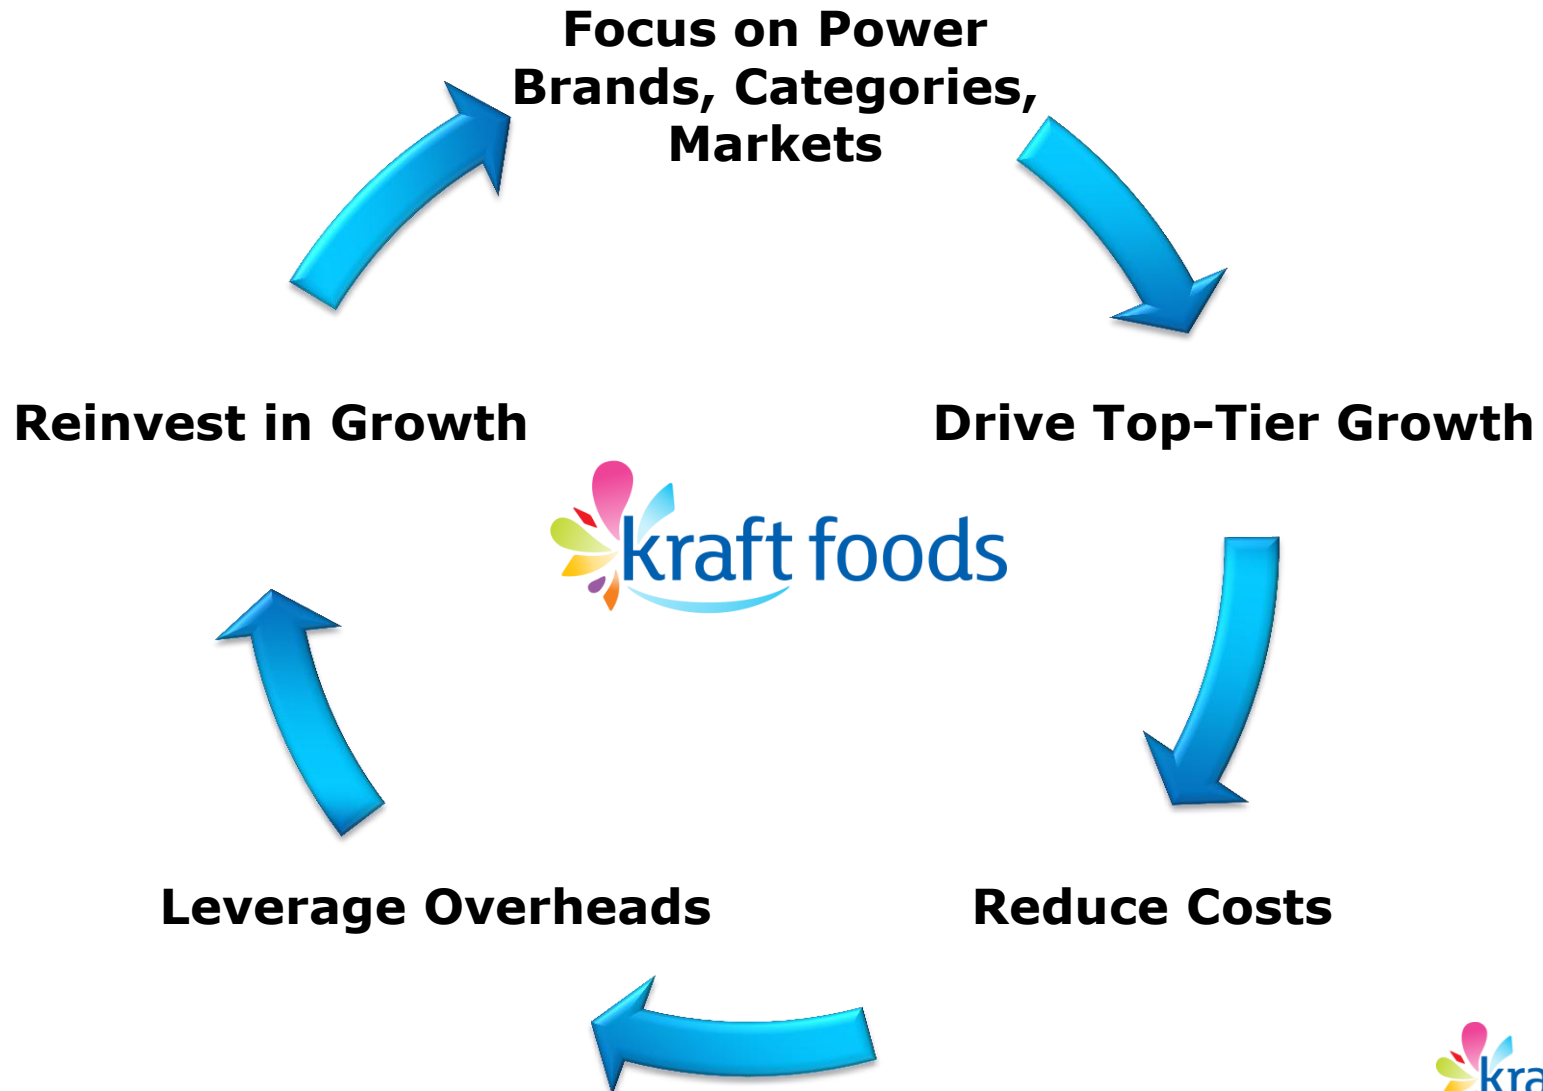 Focus on Power
Brands, Categories,
Markets
Reinvest in Growth
Drive Top-Tier Growth
kraft foods
Leverage Overheads
Reduce Costs
kra